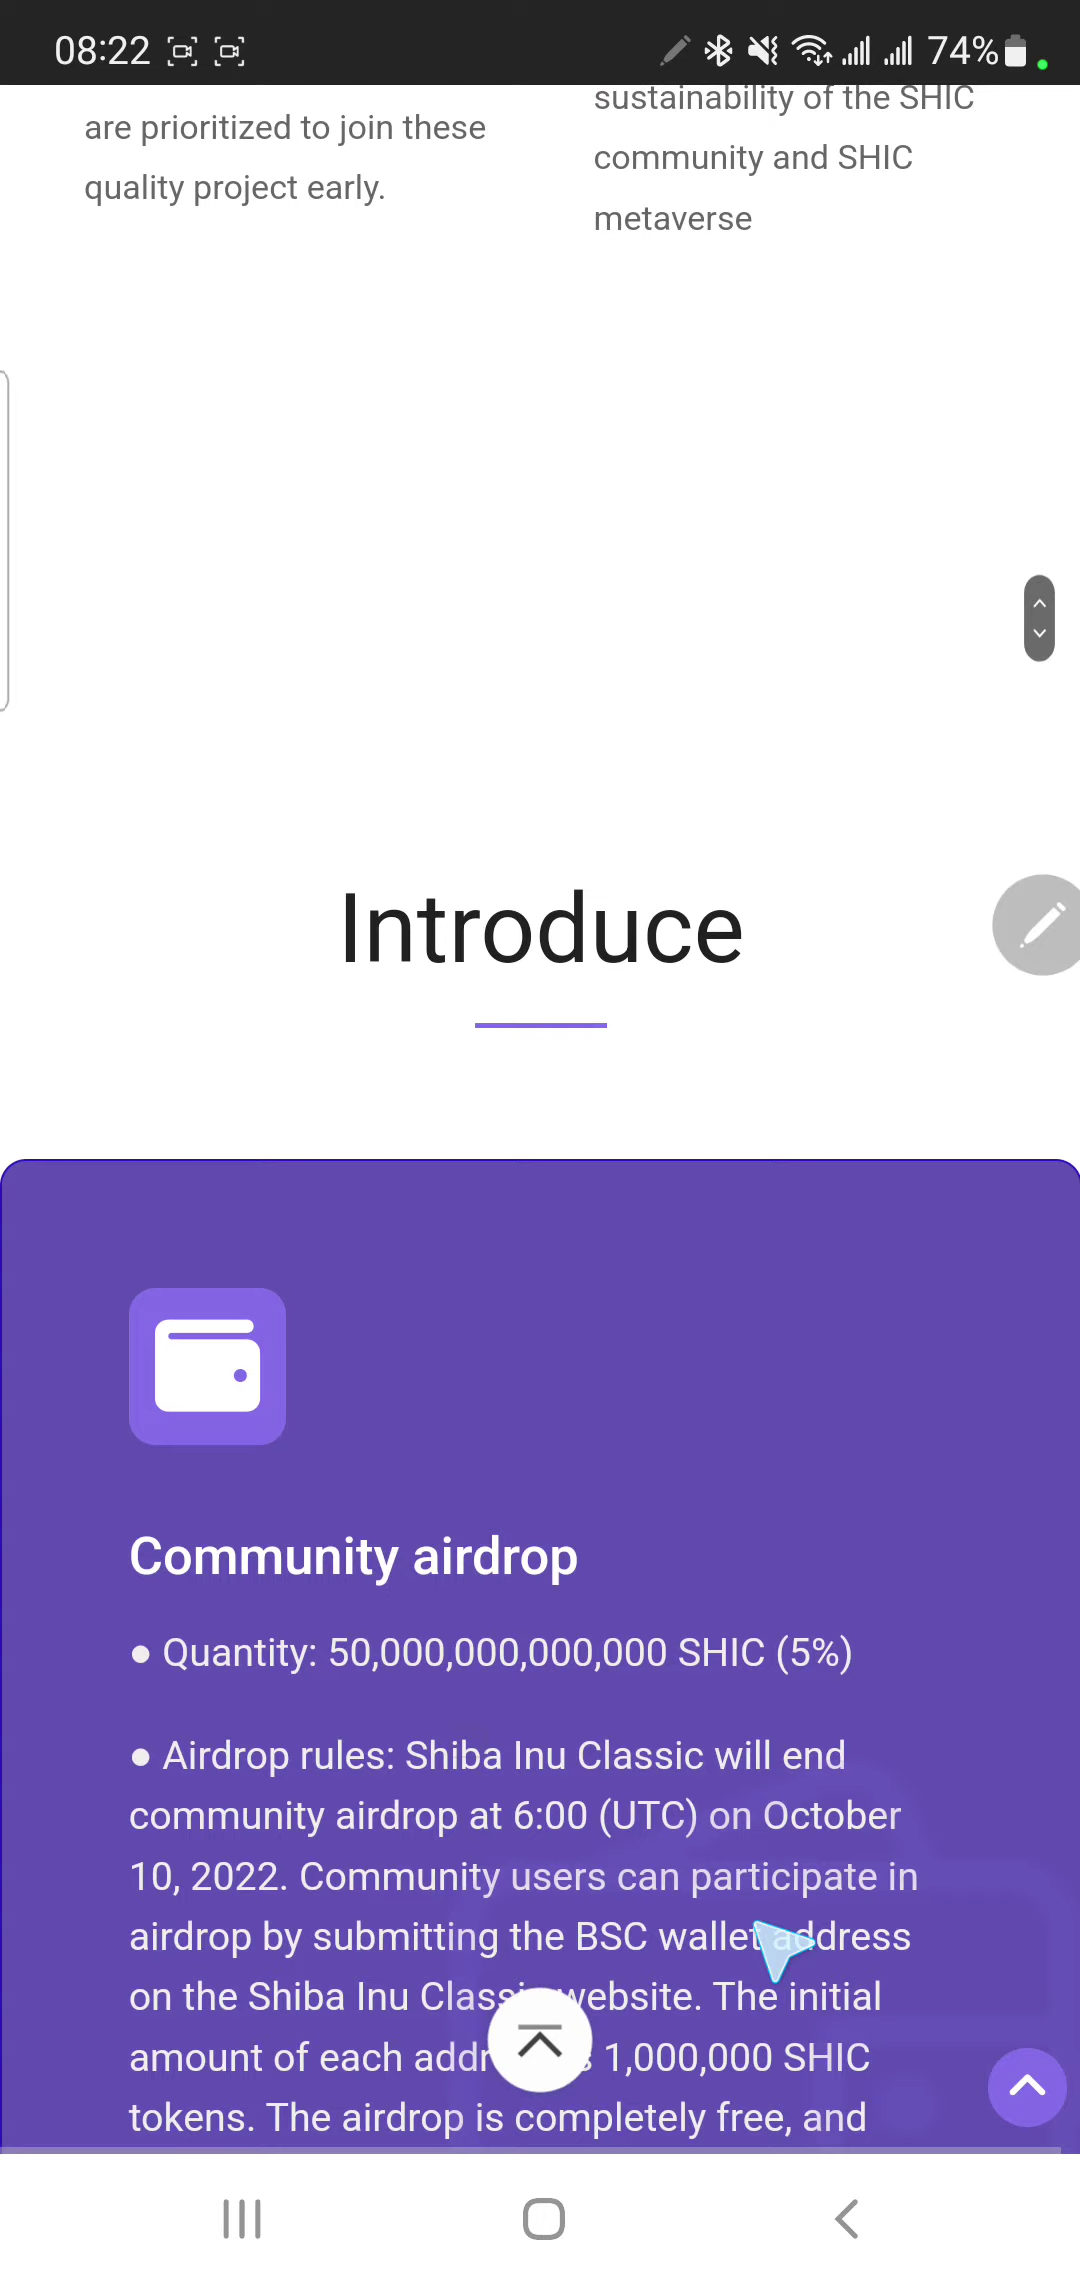 08:22
74%
are prioritized to join these
quality project early.
sustainability of the SHIC
community and SHIC
metaverse
Introduce
Community airdrop
● Quantity: 50,000,000,000,000 SHIC (5%)
● Airdrop rules: Shiba Inu Classic will end
community airdrop at 6:00 (UTC) on October
10, 2022. Community users can participate in
airdrop by submitting the BSC wallet address
on the Shiba Inu Classic website. The initial
amount of each 1,000,000 SHIC
tokens. The airdrop is completely free, and